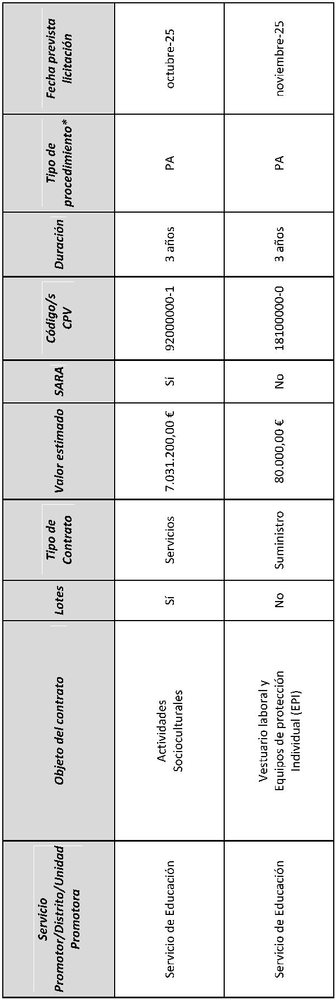 Servicio
Promotor/Distrito/Unidad
Promotora
Objeto del contrato
Lotes
Tipo de
Contrato
Valor estimado
SARA
Código/s
CPV
Duración
Tipo de
procedimiento*
Fecha prevista
licitación
Servicio de Educación
Actividades
Socioculturales
Sí
Servicios
7.031.200,00 €
Sí
92000000-1
3 años
PA
octubre-25
Servicio de Educación
Vestuario laboral y
Equipos de protección
Individual (EPI)
No
Suministro
80.000,00 €
No
18100000-0
3 años
PA
noviembre-25